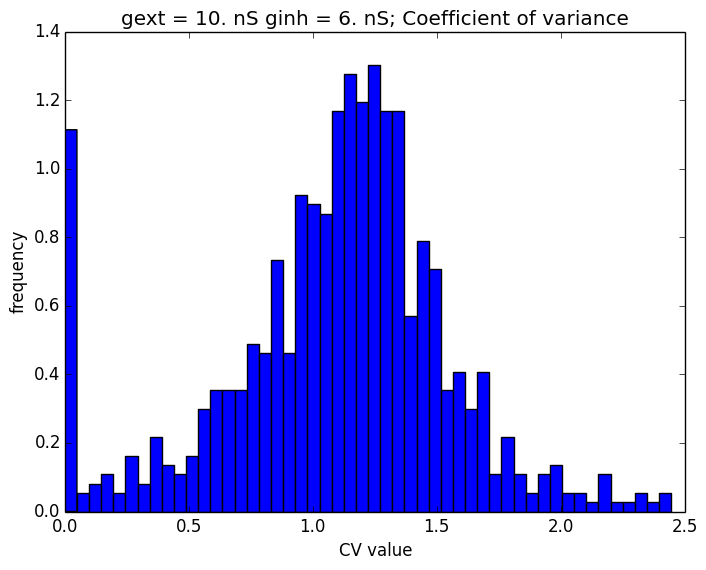 gext = 10. nS ginh = 6. nS; Coefficient of variance
1.4
1.2
1.0
0.8
0.6
0.4
0.2
0.0
frequency
0.0 0.5 1.0 1.5 2.0 2.5
CV value